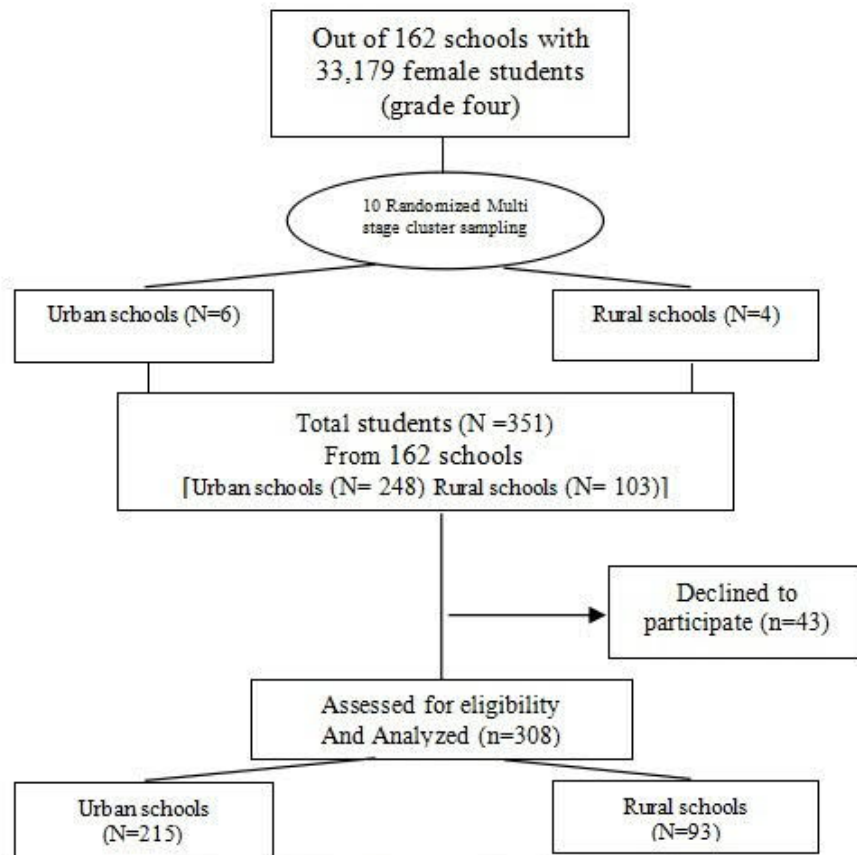 Out of 162 schools with
33,179 female students
(grade four)
10 Randomized Multi
stage cluster sampling
Urban schools (N=6)
Rural schools (N=4)
Total students (N =351)
From 162 schools
[Urban schools (N= 248) Rural schools (N= 103)]
Declined to
participate (n=43)
Assessed for eligibility
And Analyzed (n=308)
Urban schools
(N=215)
Rural schools
(N=93)